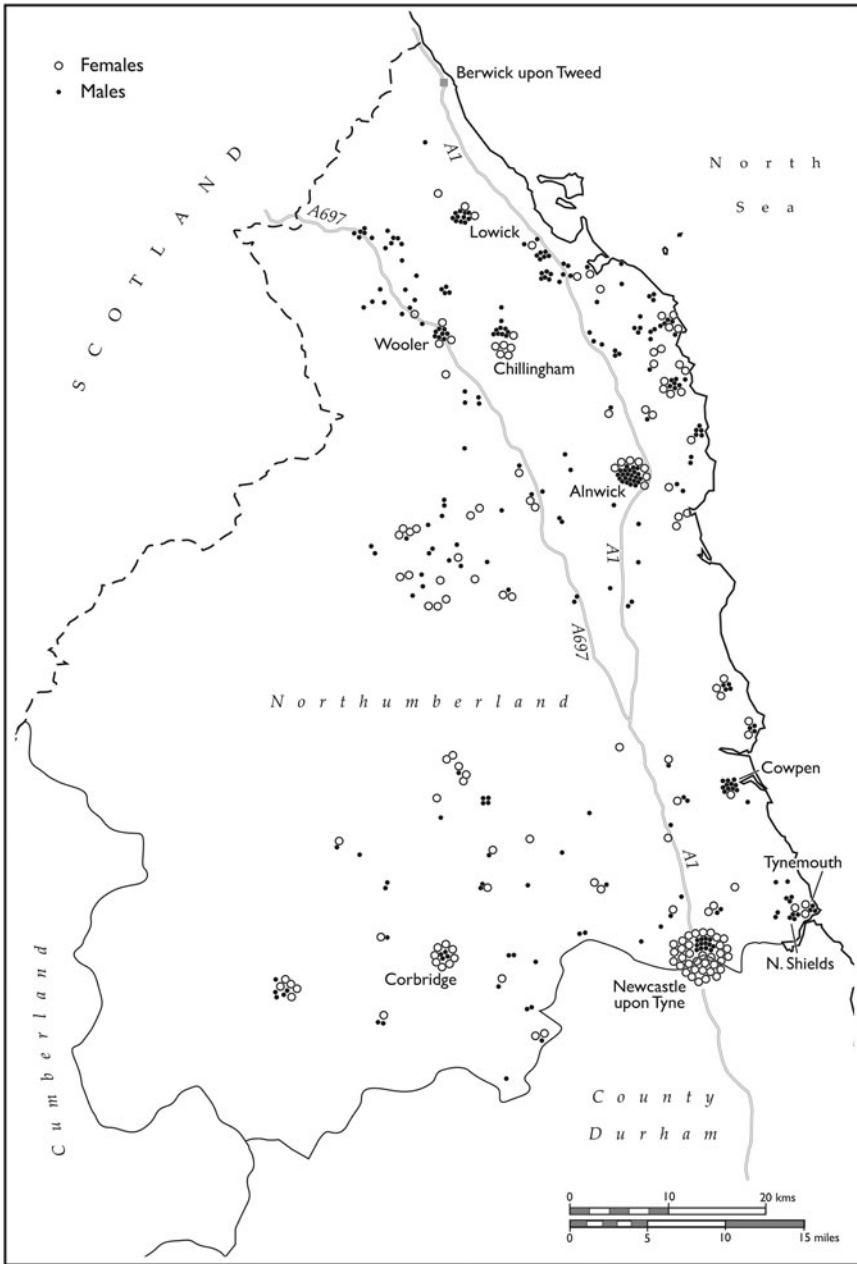 Females
Males
Berwick upon Tweed
A1
North
Sea
SCOTLAND
A697
Lowick
Wooler
Chillingham
Alnwick
A1
A697
Northumberland
Cowpen
A1
Tynemouth
N. Shields
Newcastle
upon Tyne
Corbridge
Cumberland
County
Durham
0 10 20 kms
0 5 10 15 miles